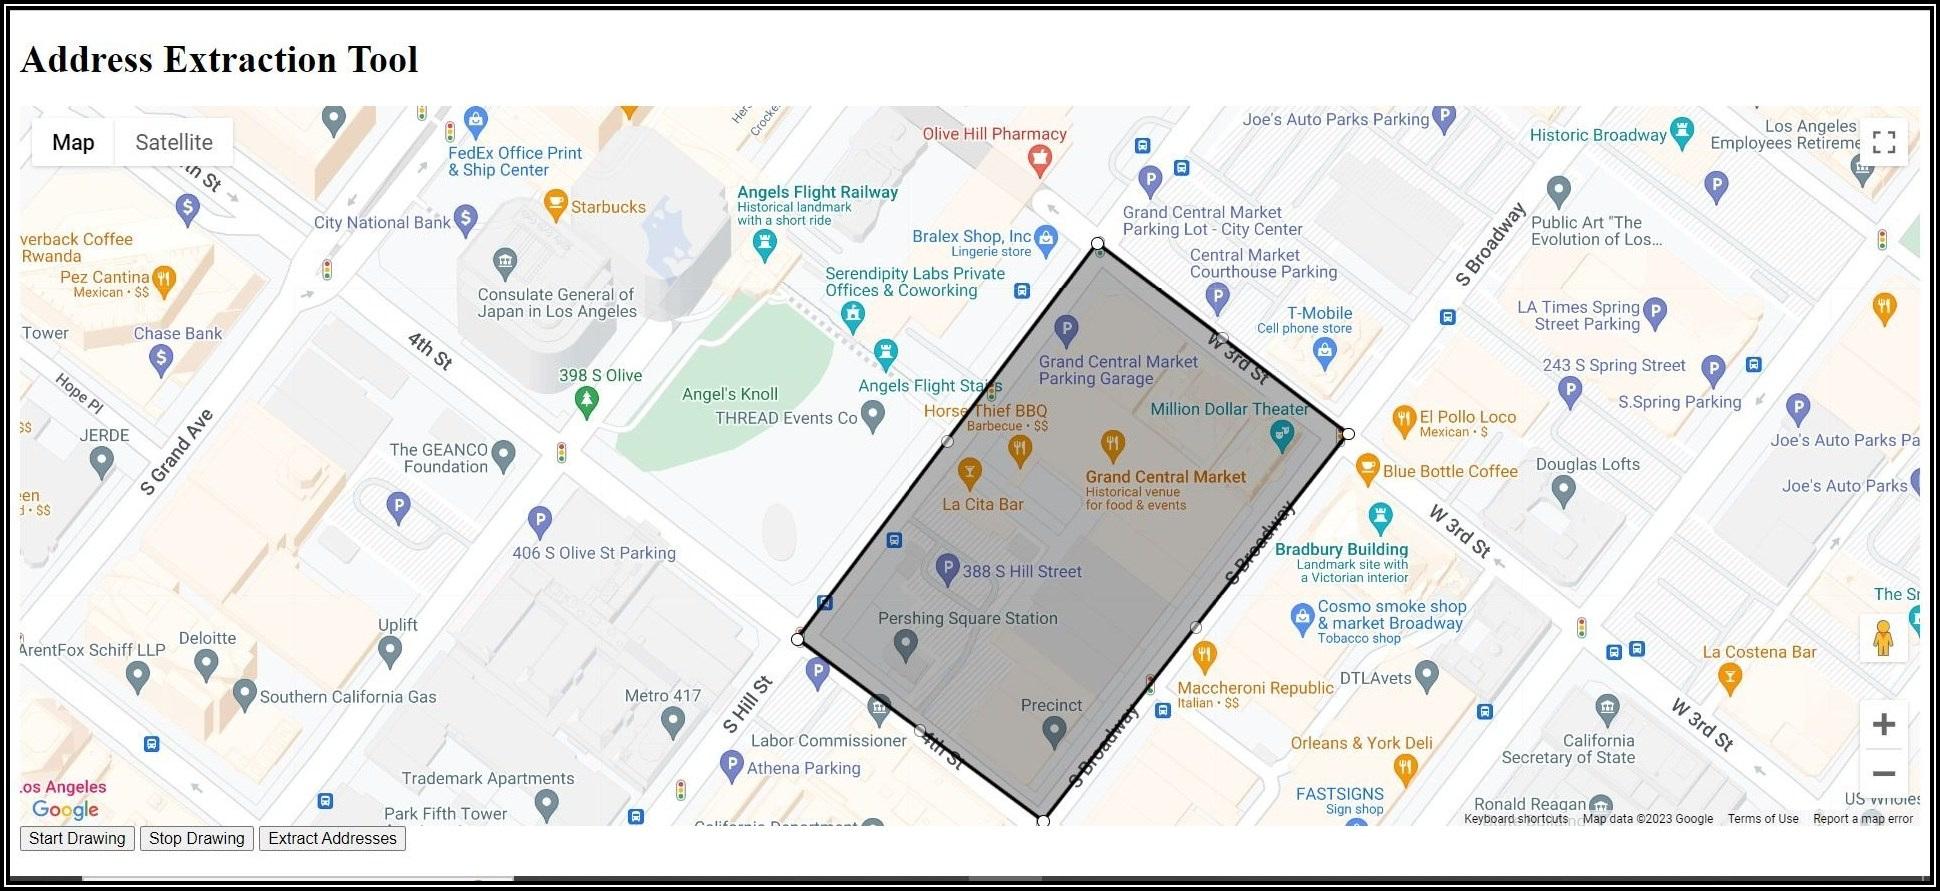 Address Extraction Tool
Map
Satellite
FedEx Office Print
& Ship Center
Olive Hill Pharmacy
Joe's Auto Parks Parking
Historic Broadway
Los Angeles
Employees Retireme
City National Bank
Starbucks
Angels Flight Railway
Historical landmark
with a short ride
Grand Central Market
Parking Lot - City Center
Public Art "The
Evolution of Los...
S Broadway
verback Coffee
Rwanda
Pez Cantina
Mexican • $$
Bralex Shop, Inc
Lingerie store
Central Market
Courthouse Parking
Consulate General of
Japan in Los Angeles
Serendipity Labs Private
Offices & Coworking
T-Mobile
Cell phone store
LA Times Spring
Street Parking
Tower
Chase Bank
4th St
W 3rd St
Grand Central Market
Parking Garage
243 S Spring Street
S.Spring Parking
398 S Olive
Angel's Knoll
Angels Flight Stairs
THREAD Events Co
Horse Thief BBQ
Barbecue • $$
Million Dollar Theater
El Pollo Loco
Mexican • $
Hope Pl
$$
JERDE
S Grand Ave
The GEANCO
Foundation
Joe's Auto Parks Pa
Blue Bottle Coffee
Douglas Lofts
Joe's Auto Parks
La Cita Bar
Grand Central Market
Historical venue
for food & events
een
d • $$
406 S Olive St Parking
388 S Hill Street
S Broadway
Bradbury Building
Landmark site with
a Victorian interior
W 3rd St
Pershing Square Station
Cosmo smoke shop
& market Broadway
Tobacco shop
The Sp
Uplift
ArentFox Schiff LLP
Deloitte
Southern California Gas
Metro 417
S Hill St
Precinct
Maccheroni Republic
Italian • $$
DTLAvets
La Costena Bar
W 3rd St
Labor Commissioner
4th St
S Broadway
Athena Parking
Orleans & York Deli
California
Secretary of State
Trademark Apartments
Park Fifth Tower
FASTSIGNS
Sign shop
os Angeles
Google
California Department
Ronald Reagan
US Wholes
Keyboard shortcuts
Map data ©2023 Google
Terms of Use
Report a map error
Start Drawing
Stop Drawing
Extract Addresses